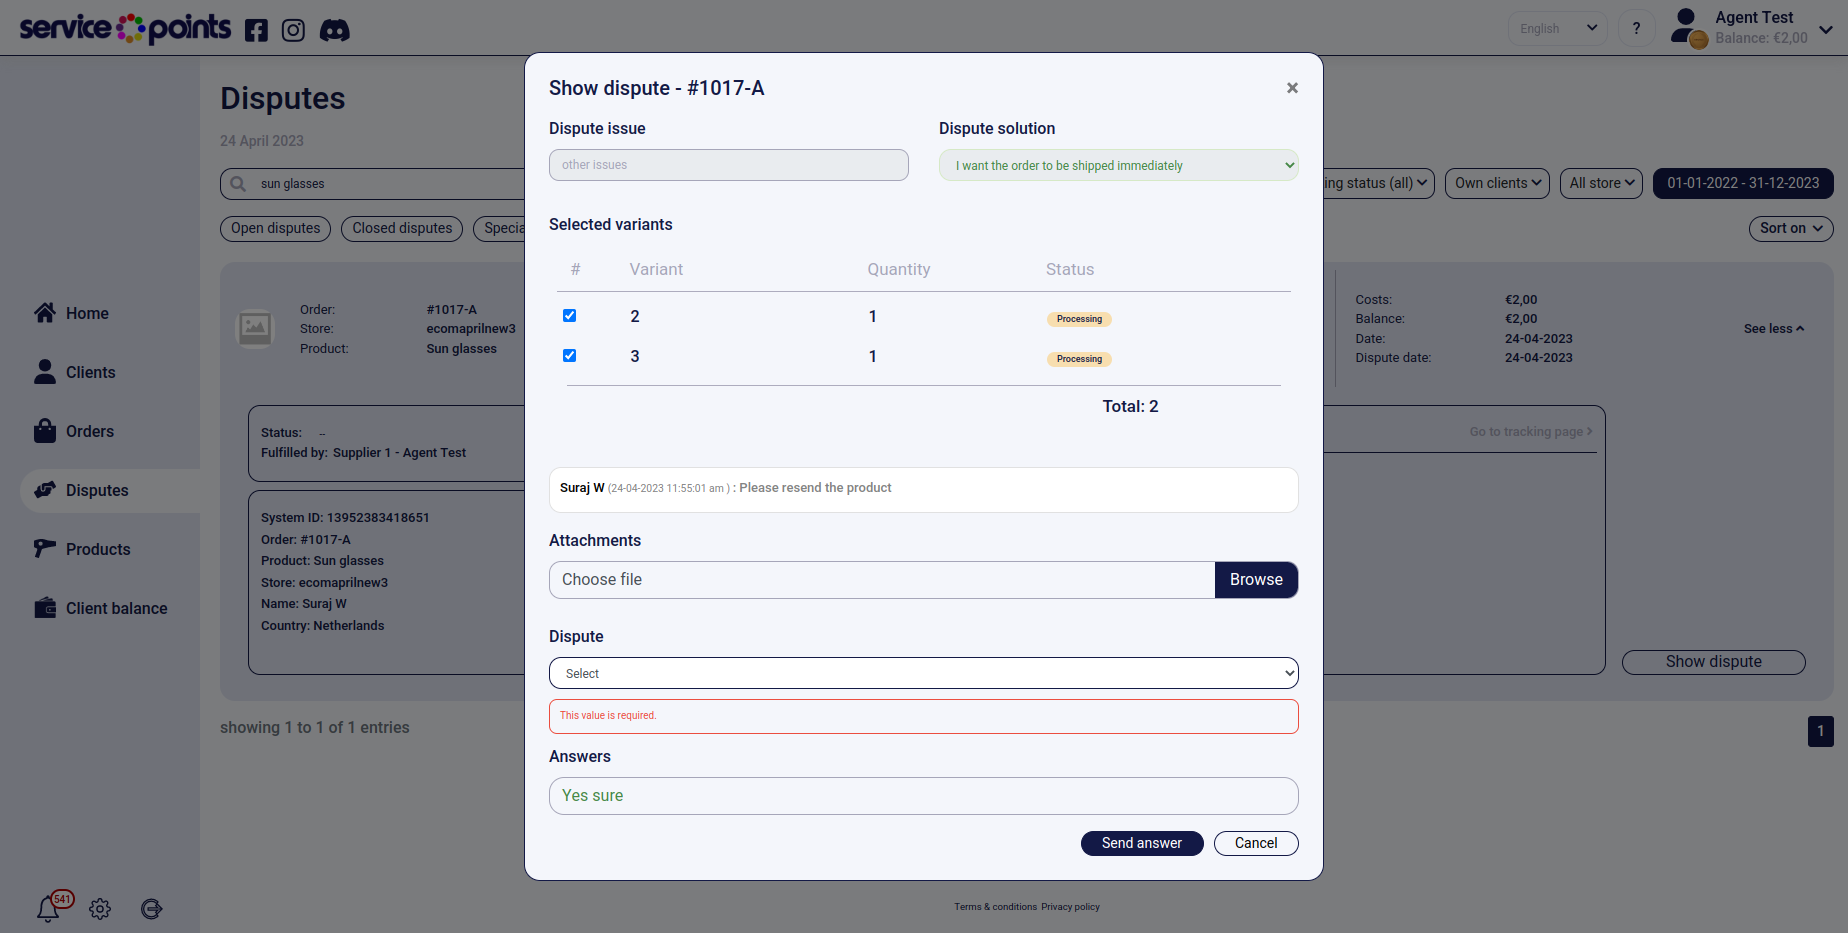 service points
English
?
Agent Test
Balance: €2,00
Disputes
24 April 2023
sun glasses
ing status (all)
Own clients
All store
01-01-2022 - 31-12-2023
Open disputes
Closed disputes
Specia
Sort on
Home
Clients
Orders
Disputes
Products
Client balance
541
Order: #1017-A
Store: ecomaprilnew3
Product: Sun glasses
Costs: €2,00
Balance: €2,00
Date: 24-04-2023
Dispute date: 24-04-2023
See less
Status: --
Fulfilled by: Supplier 1 - Agent Test
Go to tracking page
System ID: 13952383418651
Order: #1017-A
Product: Sun glasses
Store: ecomaprilnew3
Name: Suraj W
Country: Netherlands
Show dispute
showing 1 to 1 of 1 entries
1
Show dispute - #1017-A
×
Dispute issue
Dispute solution
other issues
I want the order to be shipped immediately
Selected variants
# Variant Quantity Status
2 1 Processing
3 1 Processing
Total: 2
Suraj W (24-04-2023 11:55:01 am ) : Please resend the product
Attachments
Choose file
Browse
Dispute
Select
This value is required.
Answers
Yes sure
Send answer
Cancel
Terms & conditions Privacy policy